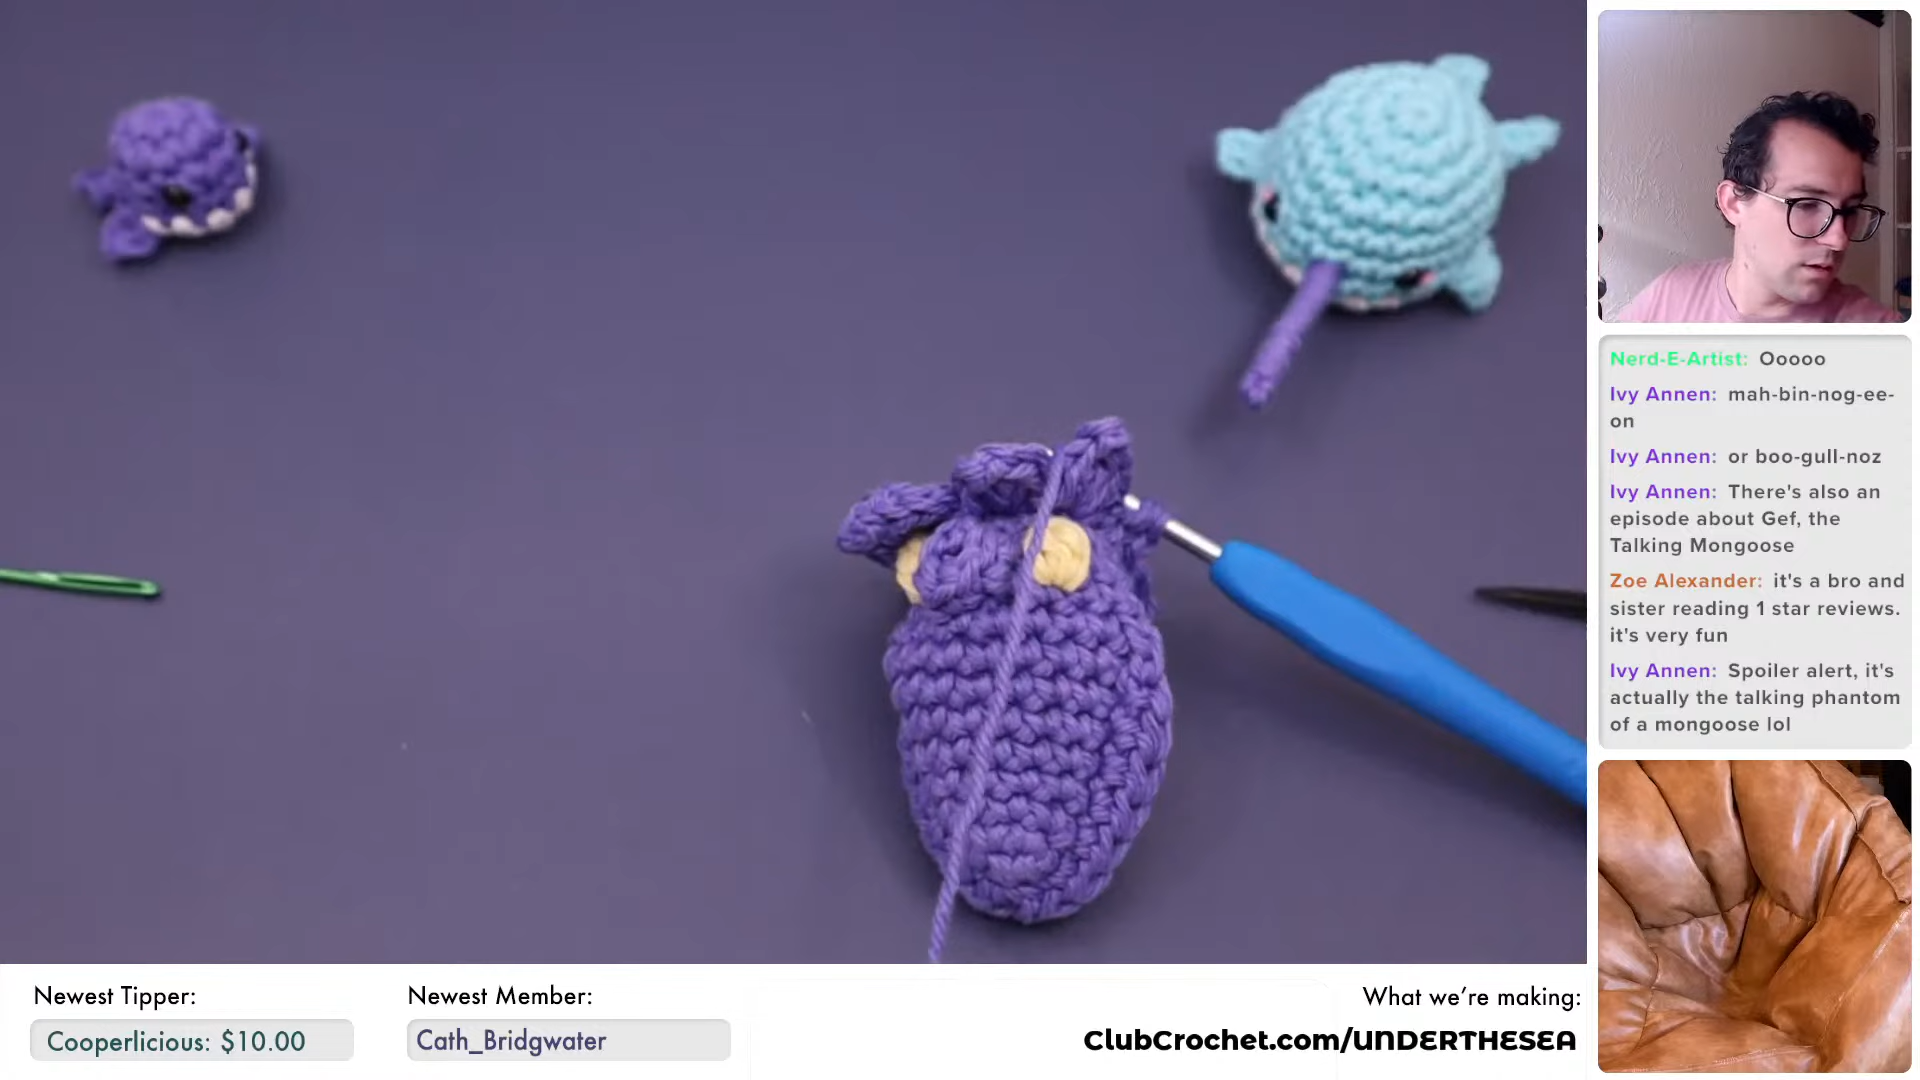 Nerd-E-Artist: Ooooo
Ivy Annen: mah-bin-nog-ee-
on
Ivy Annen: or boo-gull-noz
Ivy Annen: There's also an
episode about Gef, the
Talking Mongoose
Zoe Alexander: it's a bro and
sister reading 1 star reviews.
it's very fun
Ivy Annen: Spoiler alert, it's
actually the talking phantom
of a mongoose lol
Newest Tipper:
Cooperlicious: $10.00
Newest Member:
Cath_Bridgwater
What we're making:
ClubCrochet.com/UNDERTHESEA